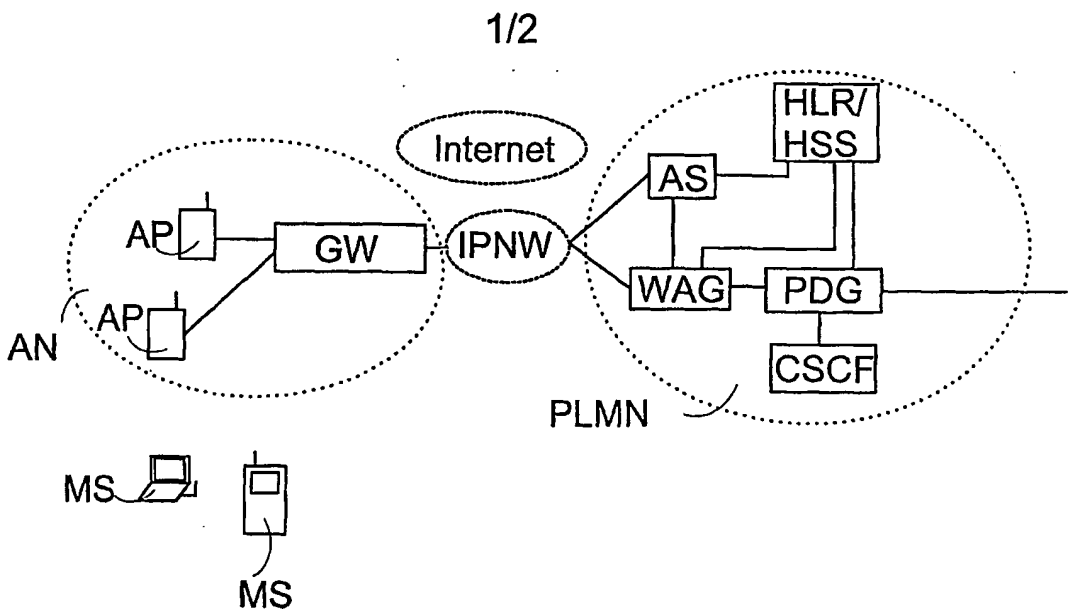 1/2
HLR/
HSS
Internet
AS
AP
GW
IPNW
WAG
PDG
AP
AN
CSCF
PLMN
MS
MS